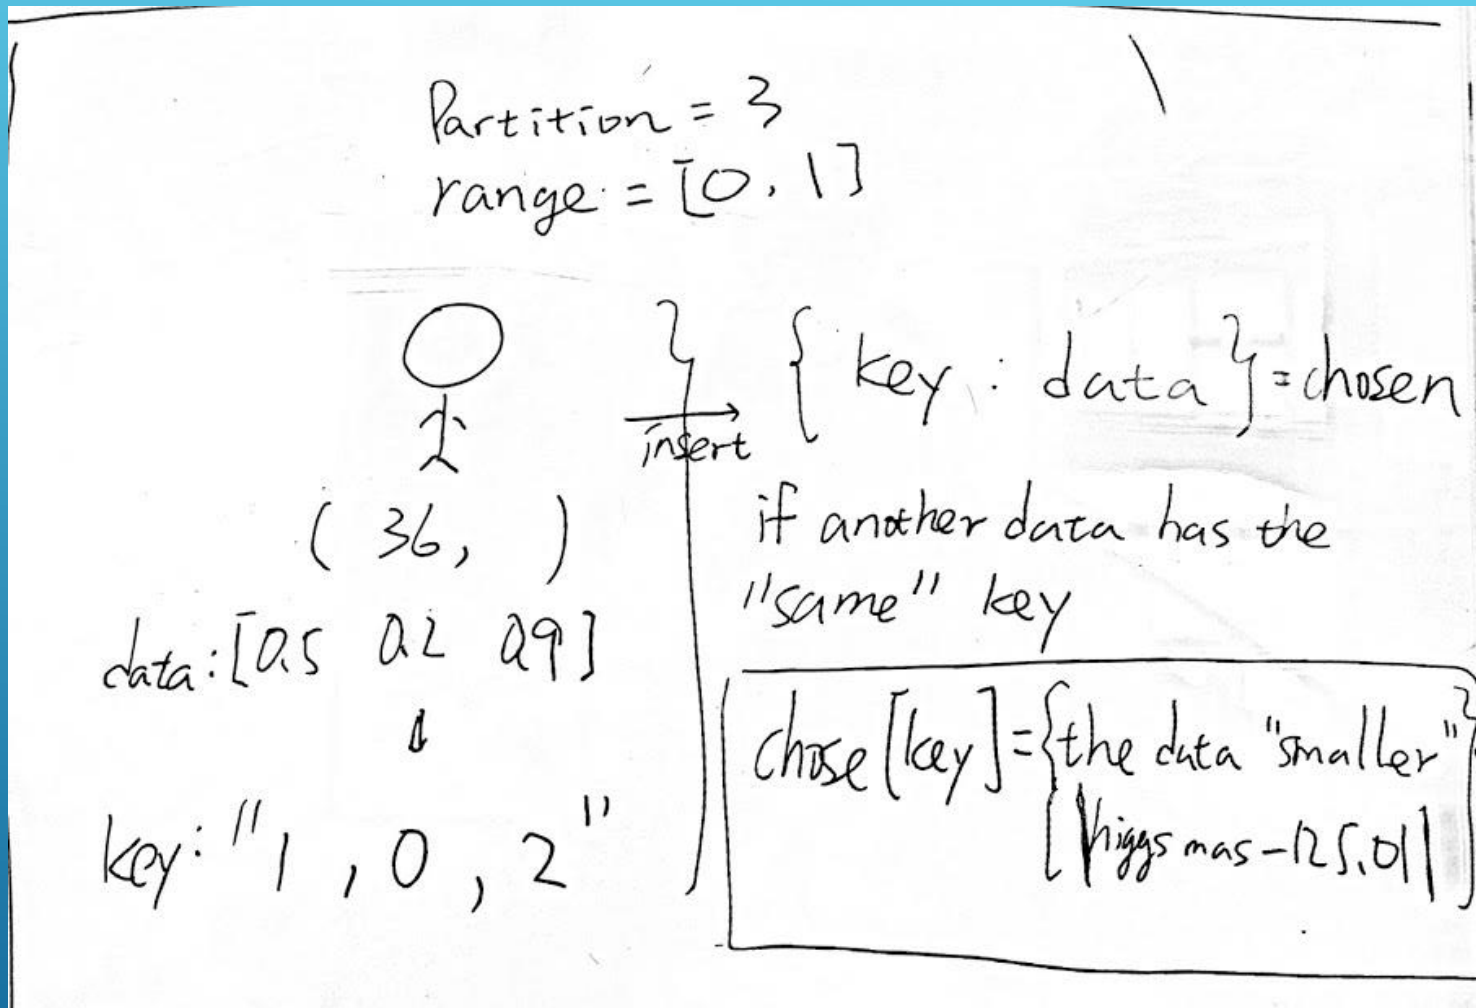 Partition = 3
range = [0, 1]
{ key : data } = chosen
insert
( 36, )
if another data has the
"same" key
data: [0.5 0.2 0.9]
key: "1, 0, 2"
chose [key] = { the data "smaller"
|higgs mas - 125.01| }